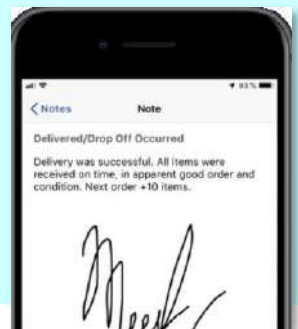 93%
Notes
Note
Delivered/Drop Off Occurred
Delivery was successful. All items were
received on time, in apparent good order and
condition. Next order +10 items.